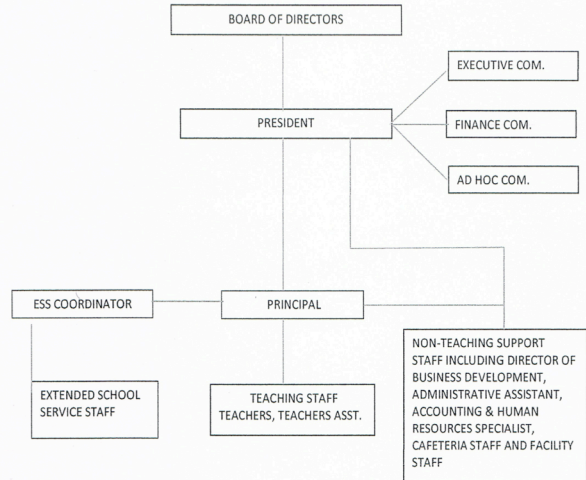 BOARD OF DIRECTORS
EXECUTIVE COM.
PRESIDENT
FINANCE COM.
AD HOC COM.
ESS COORDINATOR
PRINCIPAL
NON-TEACHING SUPPORT
STAFF INCLUDING DIRECTOR OF
BUSINESS DEVELOPMENT,
ADMINISTRATIVE ASSISTANT,
ACCOUNTING & HUMAN
RESOURCES SPECIALIST,
CAFETERIA STAFF AND FACILITY
STAFF
EXTENDED SCHOOL
SERVICE STAFF
TEACHING STAFF
TEACHERS, TEACHERS ASST.